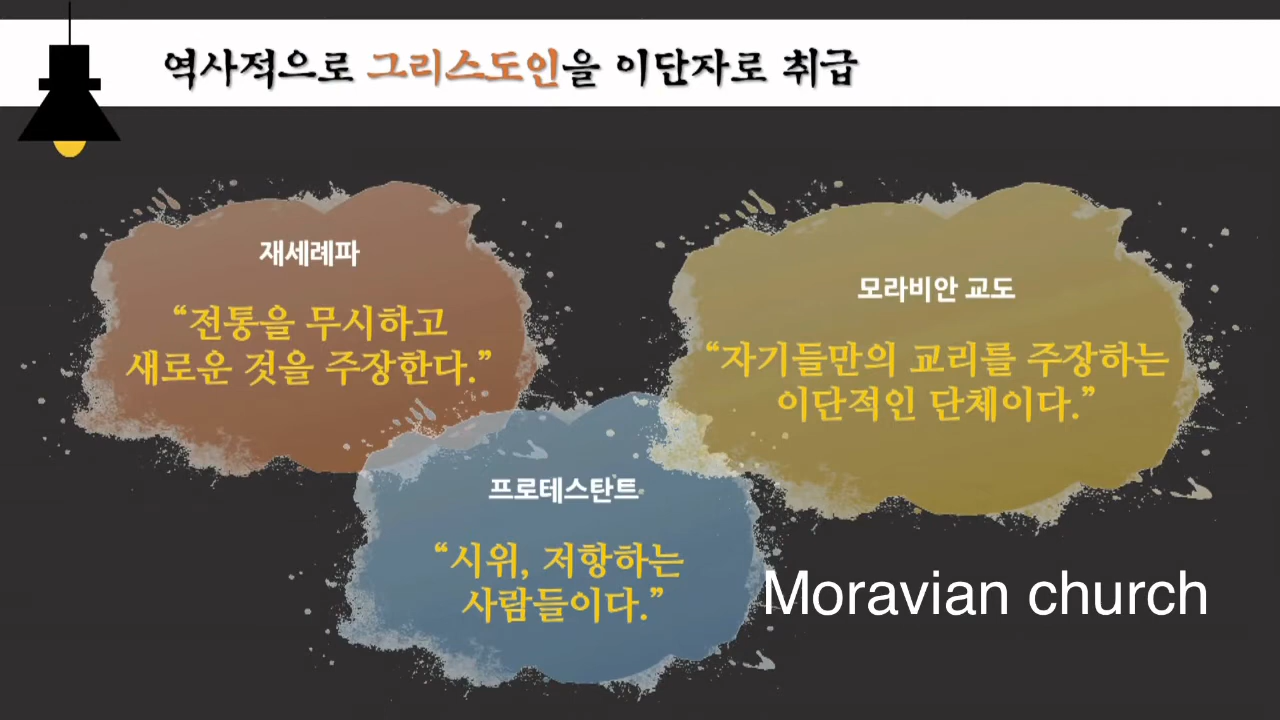 역사적으로 그리스도인을 이단자로 취급
재세례파
“전통을 무시하고
새로운 것을 주장한다.”
모라비안 교도
“자기들만의 교리를 주장하는
이단적인 단체이다.”
프로테스탄트
“시위, 저항하는
사람들이다.”
Moravian church